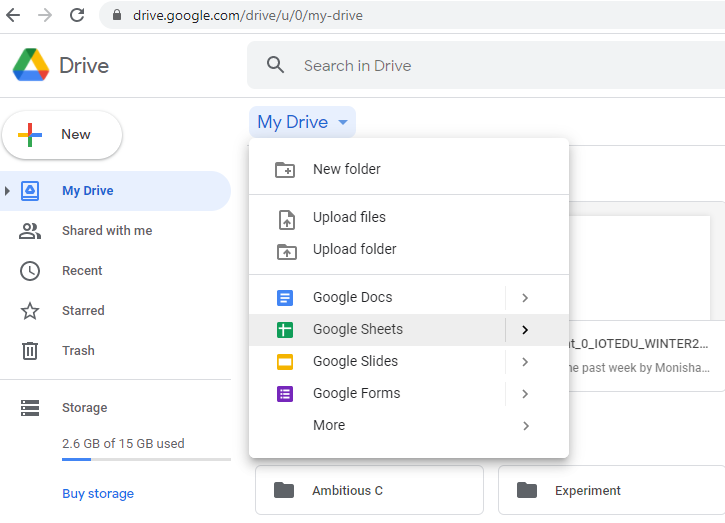 drive.google.com/drive/u/0/my-drive
Drive
Search in Drive
New
My Drive
My Drive
Shared with me
Recent
Starred
Trash
Storage
2.6 GB of 15 GB used
Buy storage
New folder
Upload files
Upload folder
Google Docs
Google Sheets
Google Slides
Google Forms
More
t_0_IOTEDU_WINTER2...
e past week by Monisha...
Ambitious C
Experiment